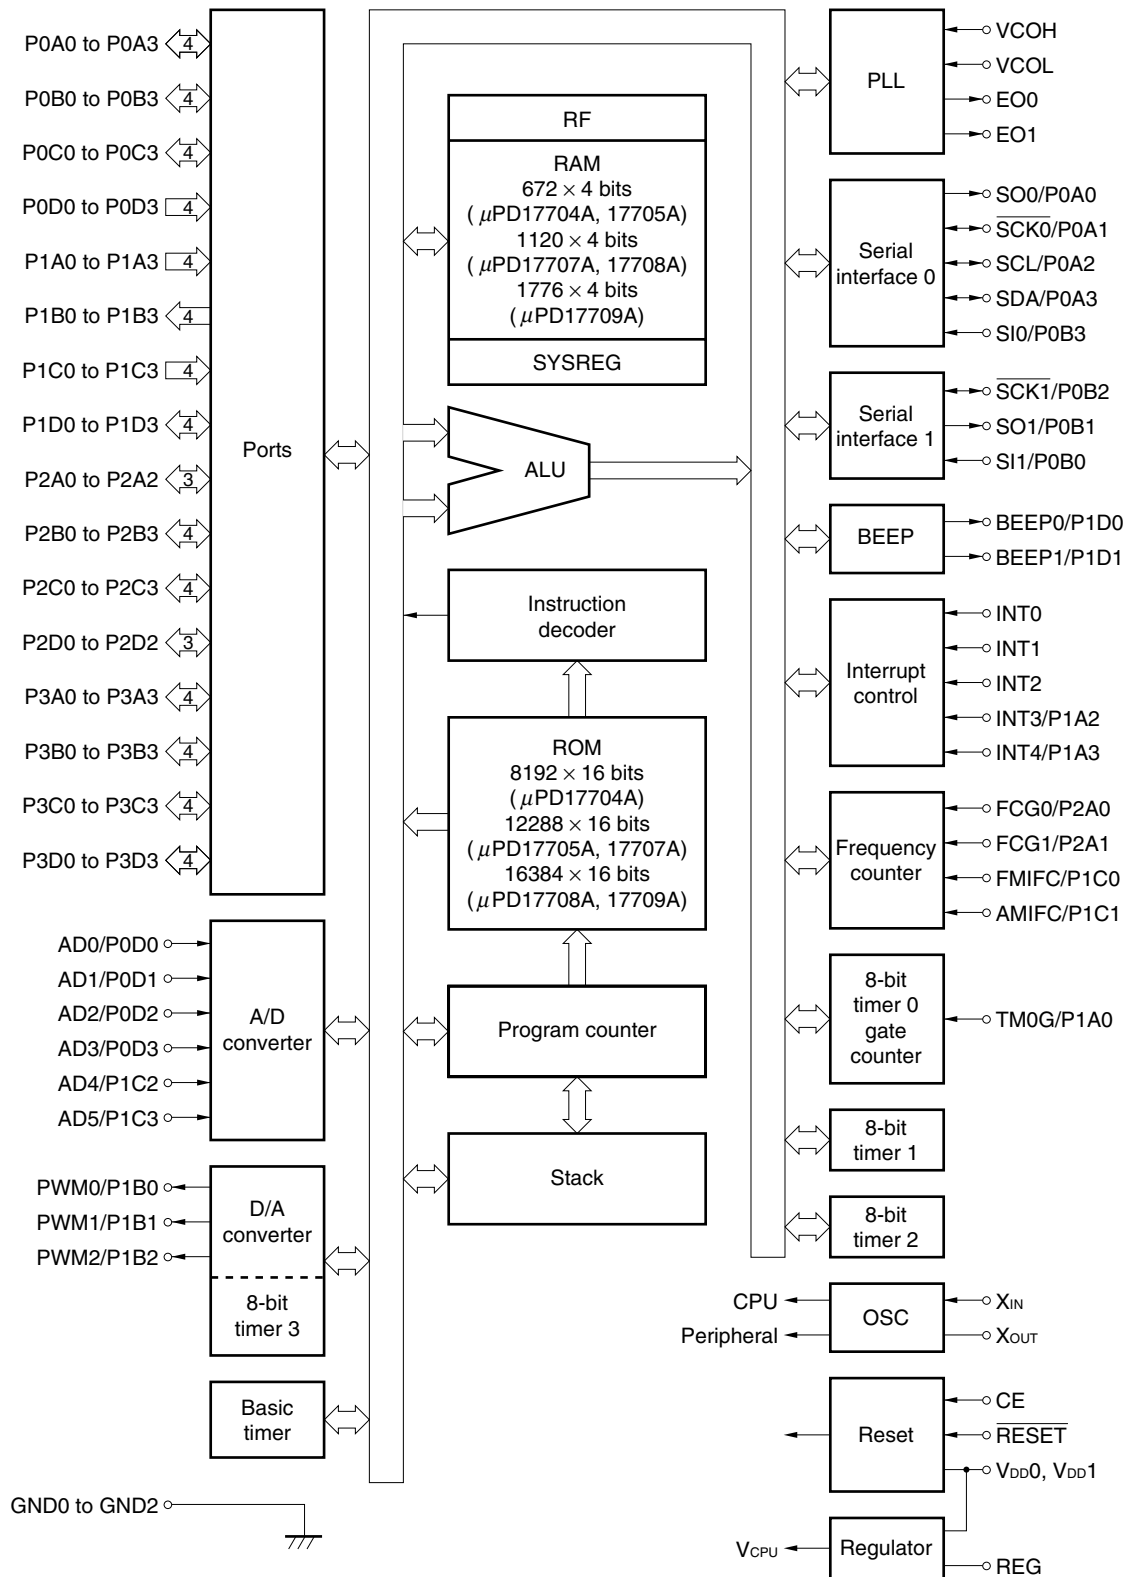 P0A0 to P0A3
4
P0B0 to P0B3
4
P0C0 to P0C3
4
P0D0 to P0D3
4
P1A0 to P1A3
4
P1B0 to P1B3
4
P1C0 to P1C3
4
P1D0 to P1D3
4
P2A0 to P2A2
3
P2B0 to P2B3
4
P2C0 to P2C3
4
P2D0 to P2D2
3
P3A0 to P3A3
4
P3B0 to P3B3
4
P3C0 to P3C3
4
P3D0 to P3D3
4
Ports
AD0/P0D0
AD1/P0D1
AD2/P0D2
AD3/P0D3
AD4/P1C2
AD5/P1C3
A/D
converter
PWM0/P1B0
PWM1/P1B1
PWM2/P1B2
D/A
converter
8-bit
timer 3
Basic
timer
GND0 to GND2
RF
RAM
672 × 4 bits
(μPD17704A, 17705A)
1120 × 4 bits
(μPD17707A, 17708A)
1776 × 4 bits
(μPD17709A)
SYSREG
ALU
Instruction
decoder
ROM
8192 × 16 bits
(μPD17704A)
12288 × 16 bits
(μPD17705A, 17707A)
16384 × 16 bits
(μPD17708A, 17709A)
Program counter
Stack
PLL
VCOH
VCOL
EO0
EO1
Serial
interface 0
SO0/P0A0
SCK0/P0A1
SCL/P0A2
SDA/P0A3
SI0/P0B3
Serial
interface 1
SCK1/P0B2
SO1/P0B1
SI1/P0B0
BEEP
BEEP0/P1D0
BEEP1/P1D1
Interrupt
control
INT0
INT1
INT2
INT3/P1A2
INT4/P1A3
Frequency
counter
FCG0/P2A0
FCG1/P2A1
FMIFC/P1C0
AMIFC/P1C1
8-bit
timer 0
gate
counter
TM0G/P1A0
8-bit
timer 1
8-bit
timer 2
CPU
Peripheral
OSC
XIN
XOUT
Reset
CE
RESET
VDD0, VDD1
VCPU
Regulator
REG